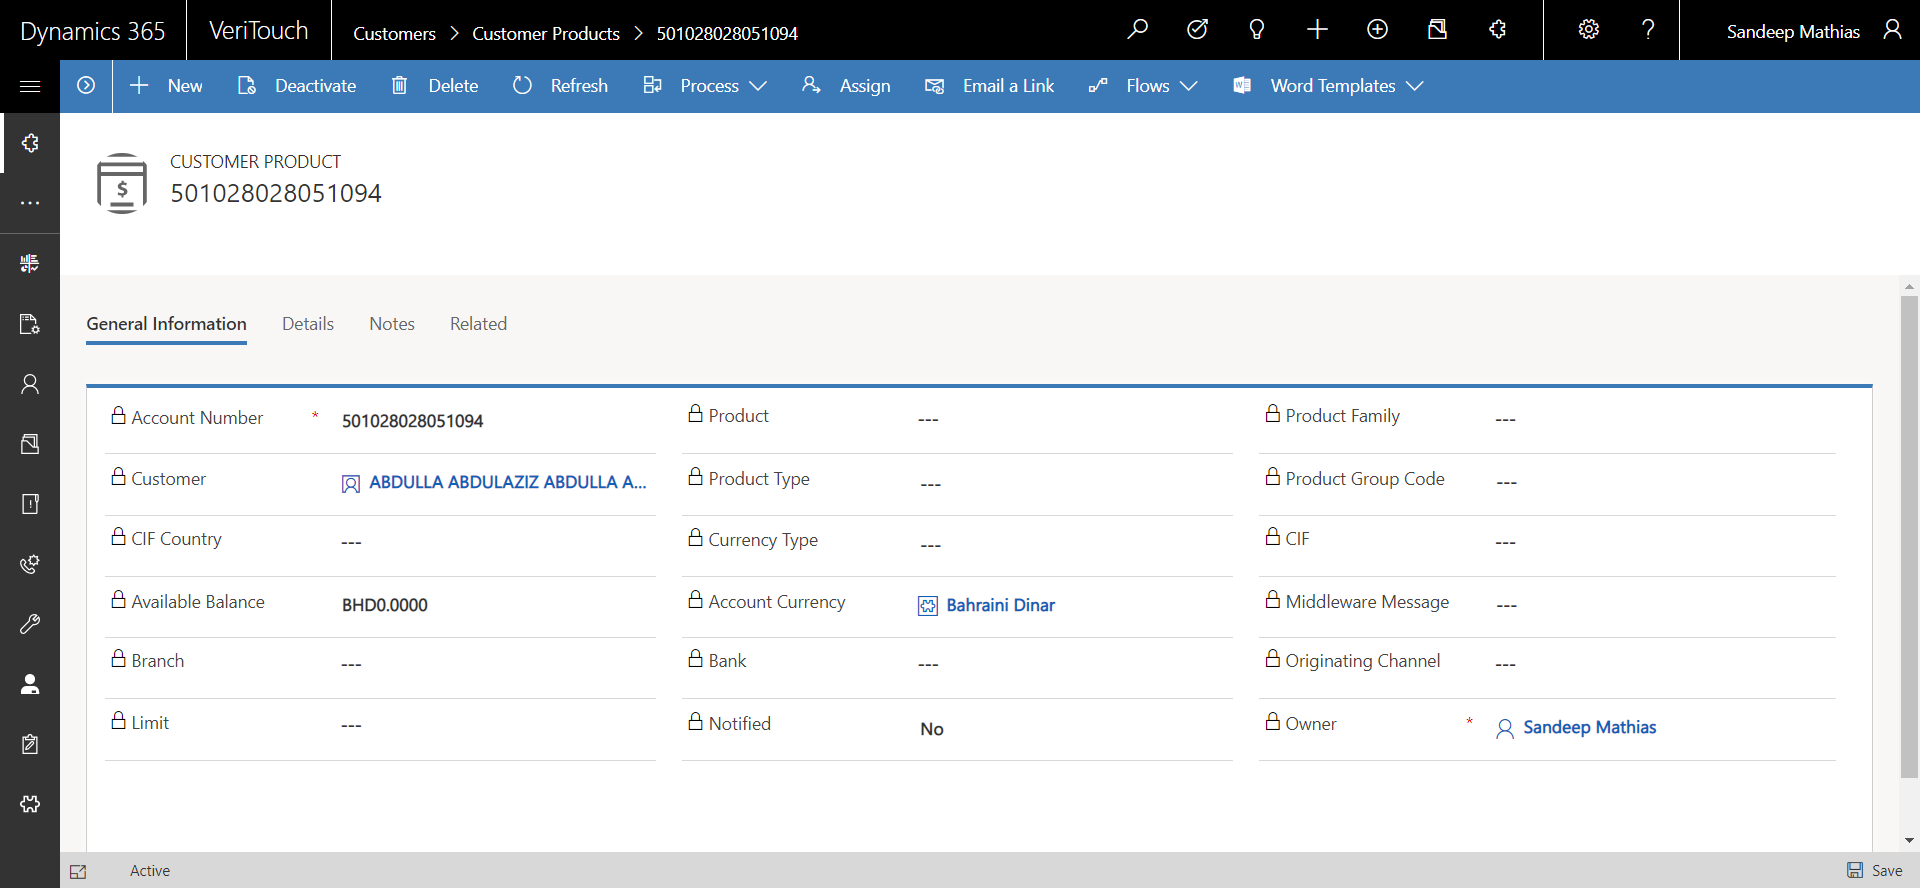 Dynamics 365
VeriTouch
Customers > Customer Products > 501028028051094
Sandeep Mathias
New
Deactivate
Delete
Refresh
Process
Assign
Email a Link
Flows
Word Templates
CUSTOMER PRODUCT
501028028051094
General Information
Details
Notes
Related
Account Number * 501028028051094
Product ---
Product Family ---
Customer ABDULLA ABDULAZIZ ABDULLA A...
Product Type ---
Product Group Code ---
CIF Country ---
Currency Type ---
CIF ---
Available Balance BHD0.0000
Account Currency Bahraini Dinar
Middleware Message ---
Branch ---
Bank ---
Originating Channel ---
Limit ---
Notified No
Owner * Sandeep Mathias
Active
Save